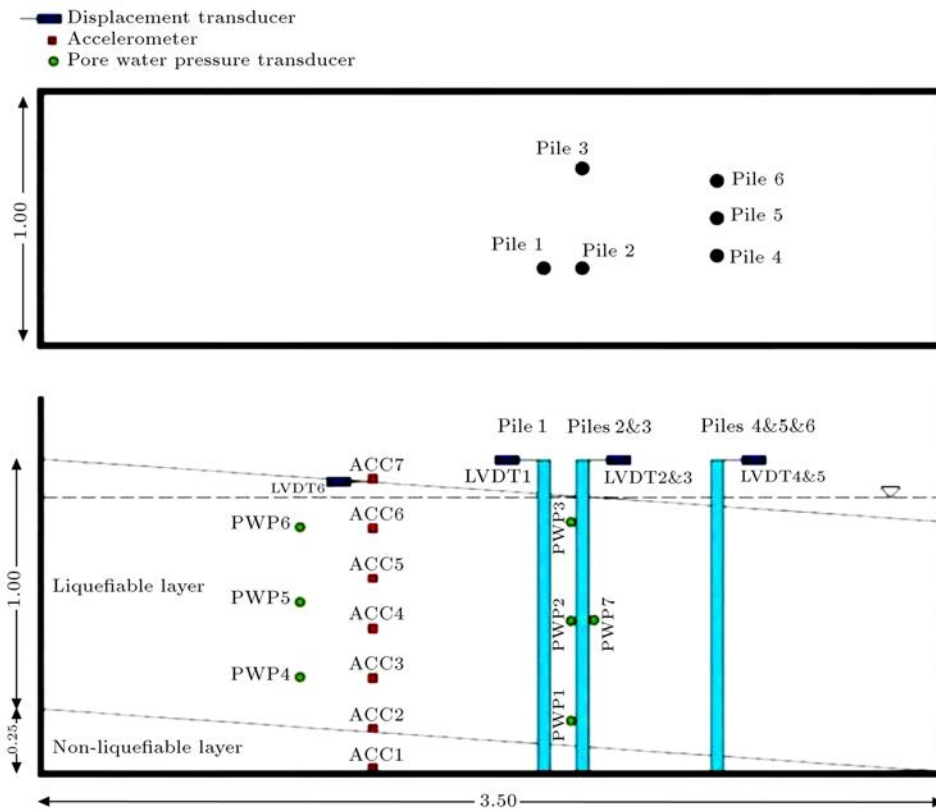 Displacement transducer
Accelerometer
Pore water pressure transducer
1.00
Pile 3
Pile 6
Pile 5
Pile 4
Pile 1
Pile 2
Pile 1
Piles 2&3
Piles 4&5&6
ACC7
LVDT6
LVDT1
LVDT2&3
LVDT4&5
PWP6
ACC6
PWP3
ACC5
Liquefiable layer
PWP5
ACC4
PWP2
PWP7
1.00
PWP4
ACC3
ACC2
PWP1
0.25
Non-liquefiable layer
ACC1
3.50